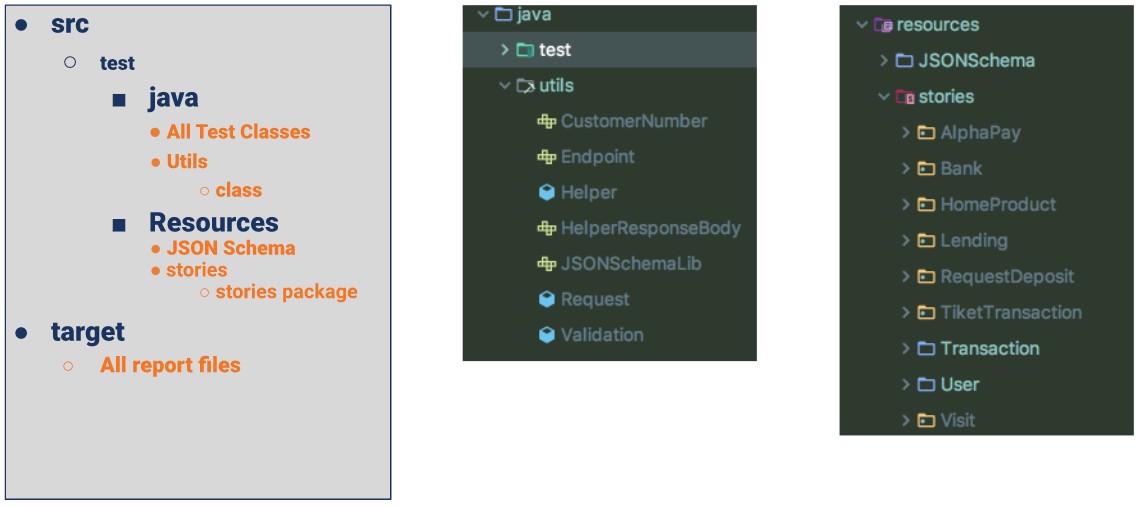 src
test
java
All Test Classes
Utils
class
Resources
JSON Schema
stories
stories package
target
All report files
java
test
utils
CustomerNumber
Endpoint
Helper
HelperResponseBody
JSONSchemaLib
Request
Validation
resources
JSONSchema
stories
AlphaPay
Bank
HomeProduct
Lending
RequestDeposit
TiketTransaction
Transaction
User
Visit